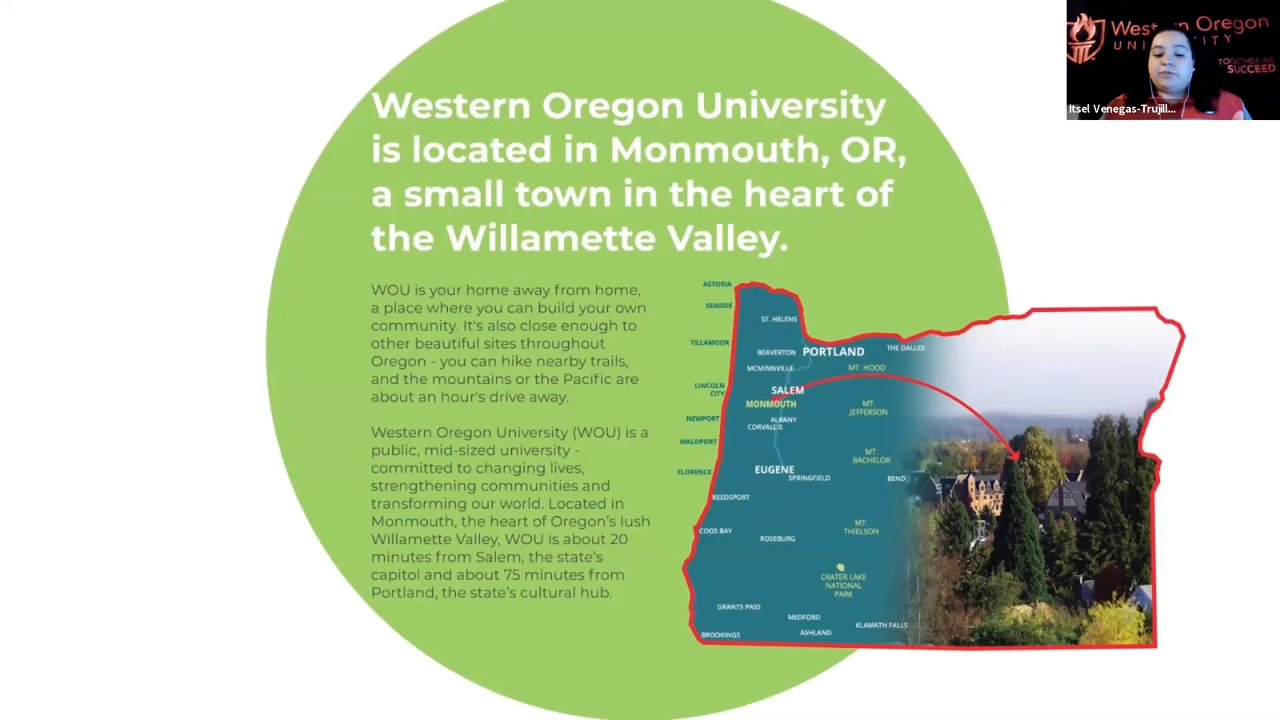 Western Oregon University
is located in Monmouth, OR,
a small town in the heart of
the Willamette Valley.
WOU is your home away from home,
a place where you can build your own
community. It's also close enough to
other beautiful sites throughout
Oregon - you can hike nearby trails,
and the mountains or the Pacific are
about an hour's drive away.
Western Oregon University (WOU) is a
public, mid-sized university -
committed to changing lives,
strengthening communities and
transforming our world. Located in
Monmouth, the heart of Oregon's lush
Willamette Valley, WOU is about 20
minutes from Salem, the state's
capitol and about 75 minutes from
Portland, the state's cultural hub.
ASTORIA
SEASIDE
ST. HELENS
TILLAMOOK
BEAVERTON
PORTLAND
THE DALLES
MCMINNVILLE
MT. HOOD
LINCOLN
CITY
SALEM
MONMOUTH
MT.
JEFFERSON
NEWPORT
ALBANY
CORVALLIS
WALDPORT
MT.
BACHELOR
FLORENCE
EUGENE
SPRINGFIELD
BEND
REEDSPORT
COOS BAY
ROSEBURG
MT.
THIELSON
CRATER LAKE
NATIONAL
PARK
GRANTS PASS
MEDFORD
KLAMATH FALLS
BROOKINGS
ASHLAND
Western Oregon
UNIVERSITY
TOGETHER WE
SUCCEED
Itsel Venegas-Trujill...